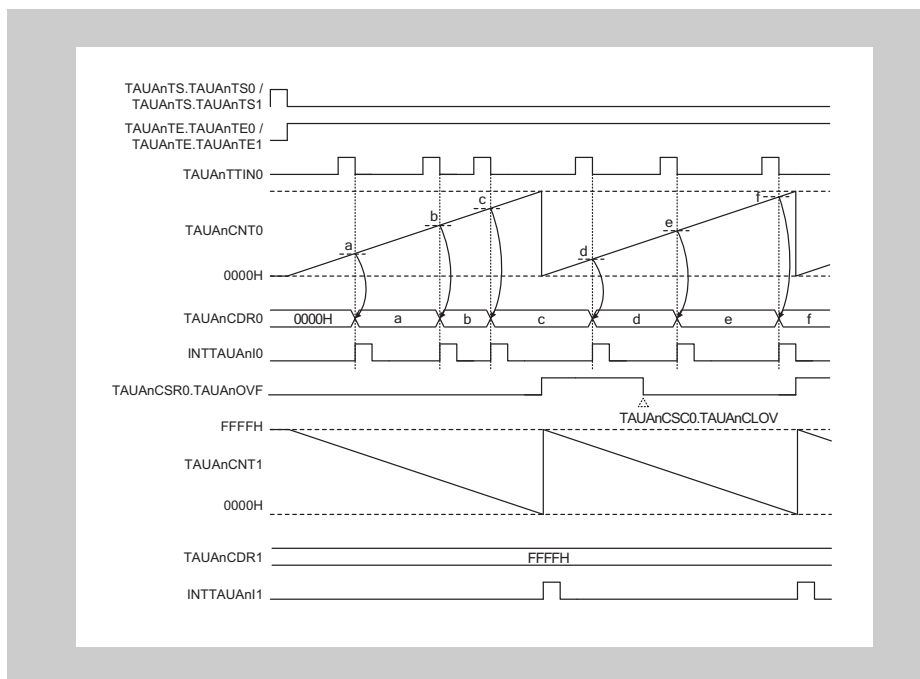 TAUAnTS.TAUAnTS0 /
TAUAnTS.TAUAnTS1
TAUAnTE.TAUAnTE0 /
TAUAnTE.TAUAnTE1
TAUAnTTIN0
TAUAnCNT0
a
b
c
d
e
f
0000H
TAUAnCDR0
0000H
a
b
c
d
e
f
INTTAUAnI0
TAUAnCSR0.TAUAnOVF
TAUAnCSC0.TAUAnCLOV
FFFFH
TAUAnCNT1
0000H
TAUAnCDR1
FFFFH
INTTAUAnI1